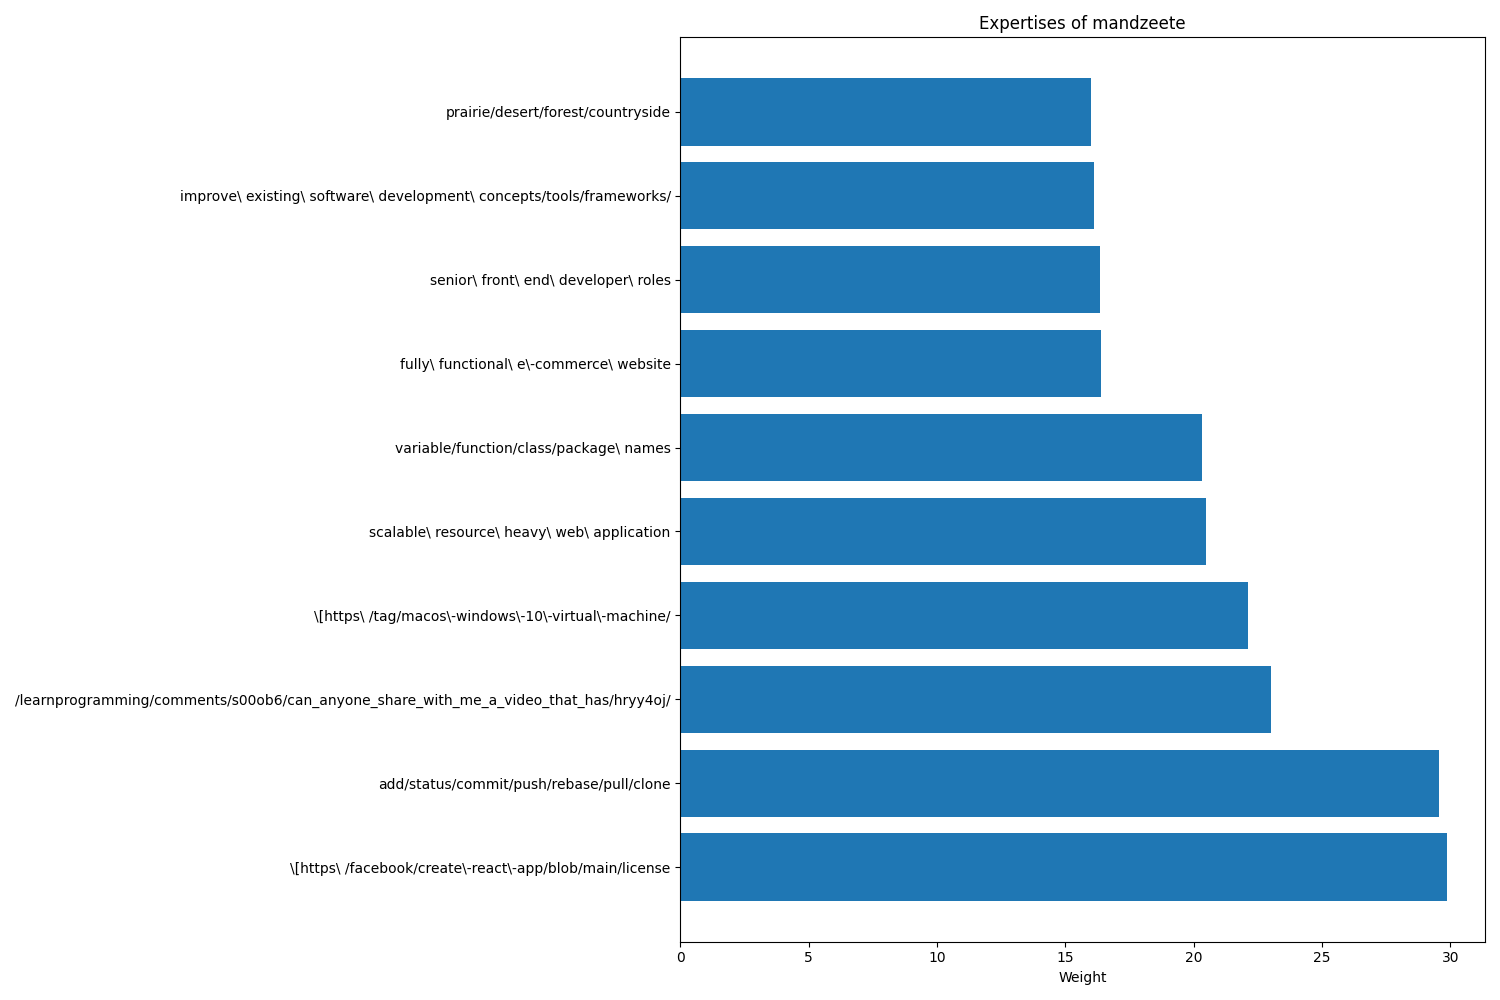 Expertises of mandzeete
prairie/desert/forest/countryside
improve\ existing\ software\ development\ concepts/tools/frameworks/
senior\ front\ end\ developer\ roles
fully\ functional\ e\-commerce\ website
variable/function/class/package\ names
scalable\ resource\ heavy\ web\ application
\[https\ /tag/macos\-windows\-10\-virtual\-machine/
/learnprogramming/comments/s00ob6/can_anyone_share_with_me_a_video_that_has/hryy4oj/
add/status/commit/push/rebase/pull/clone
\[https\ /facebook/create\-react\-app/blob/main/license
0 5 10 15 20 25 30
Weight